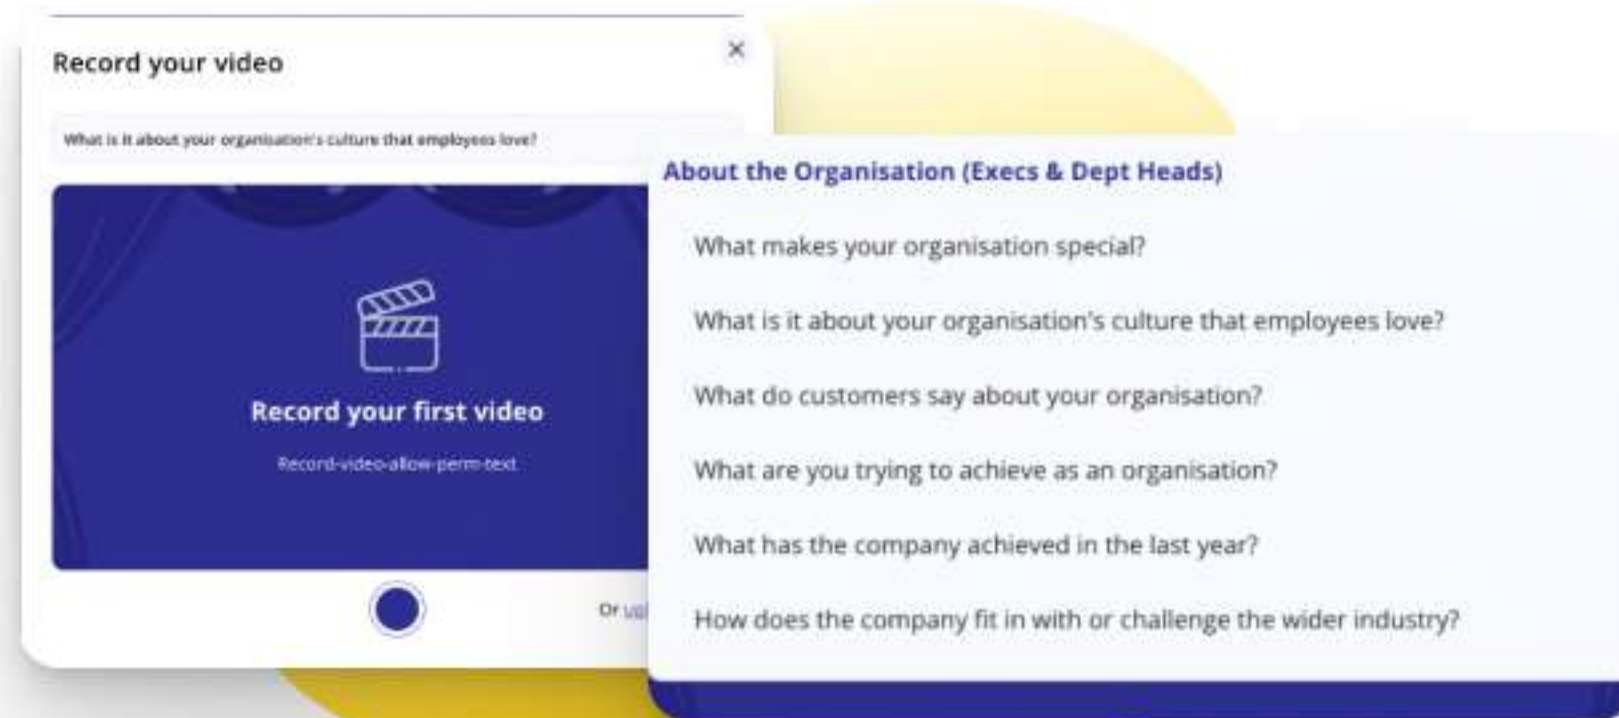 Record your video
What is it about your organisation's culture that employees love?
Record your first video
Record-video-allow-perm-text
Or
About the Organisation (Execs & Dept Heads)
What makes your organisation special?
What is it about your organisation's culture that employees love?
What do customers say about your organisation?
What are you trying to achieve as an organisation?
What has the company achieved in the last year?
How does the company fit in with or challenge the wider industry?